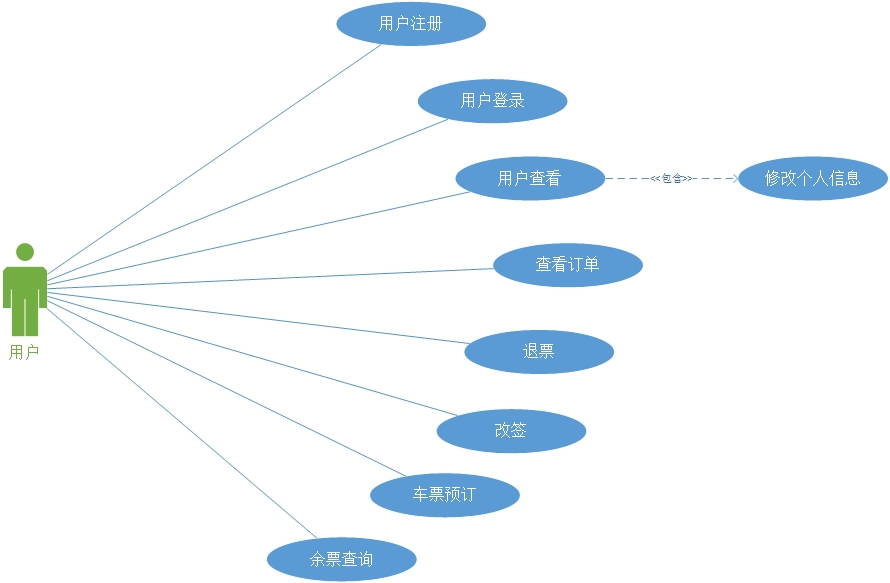 用户注册
用户登录
用户查看
<<包含>>
修改个人信息
查看订单
用户
退票
改签
车票预订
余票查询